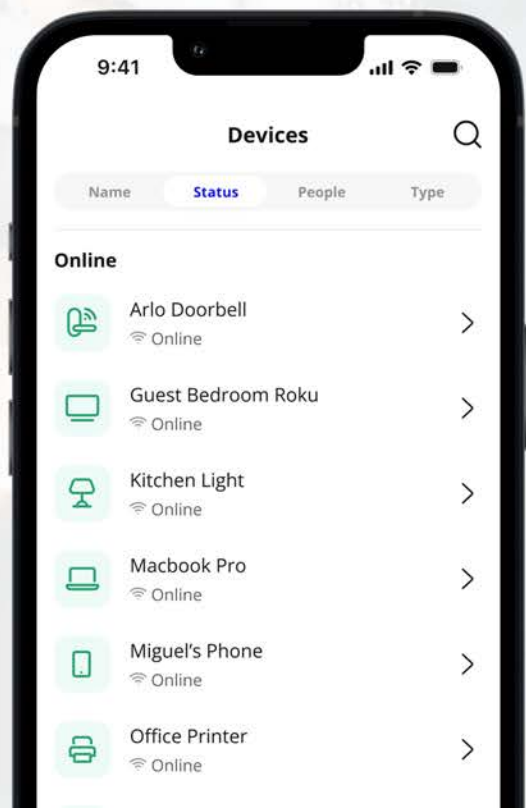 9:41
Devices
Name Status People Type
Online
Arlo Doorbell
Online
Guest Bedroom Roku
Online
Kitchen Light
Online
Macbook Pro
Online
Miguel's Phone
Online
Office Printer
Online